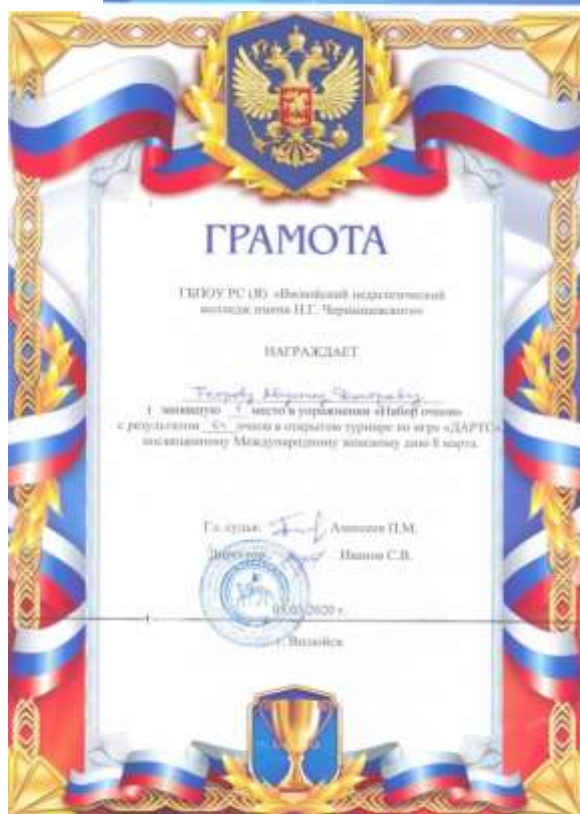 ГРАМОТА
ГБПОУ РС (Я) «Вилюйский педагогический
колледж имени Н.Г. Чернышевского»
НАГРАЖДАЕТ
занявшую место в упражнении «Набор очков»
с результатом очков в открытом турнире по игре «ДАРТС»,
посвященному Международному женскому дню 8 марта.
Гл. судья: Алексеев П.М.
Директор: Иванов С.В.
05.03.2020 г.
г. Вилюйск